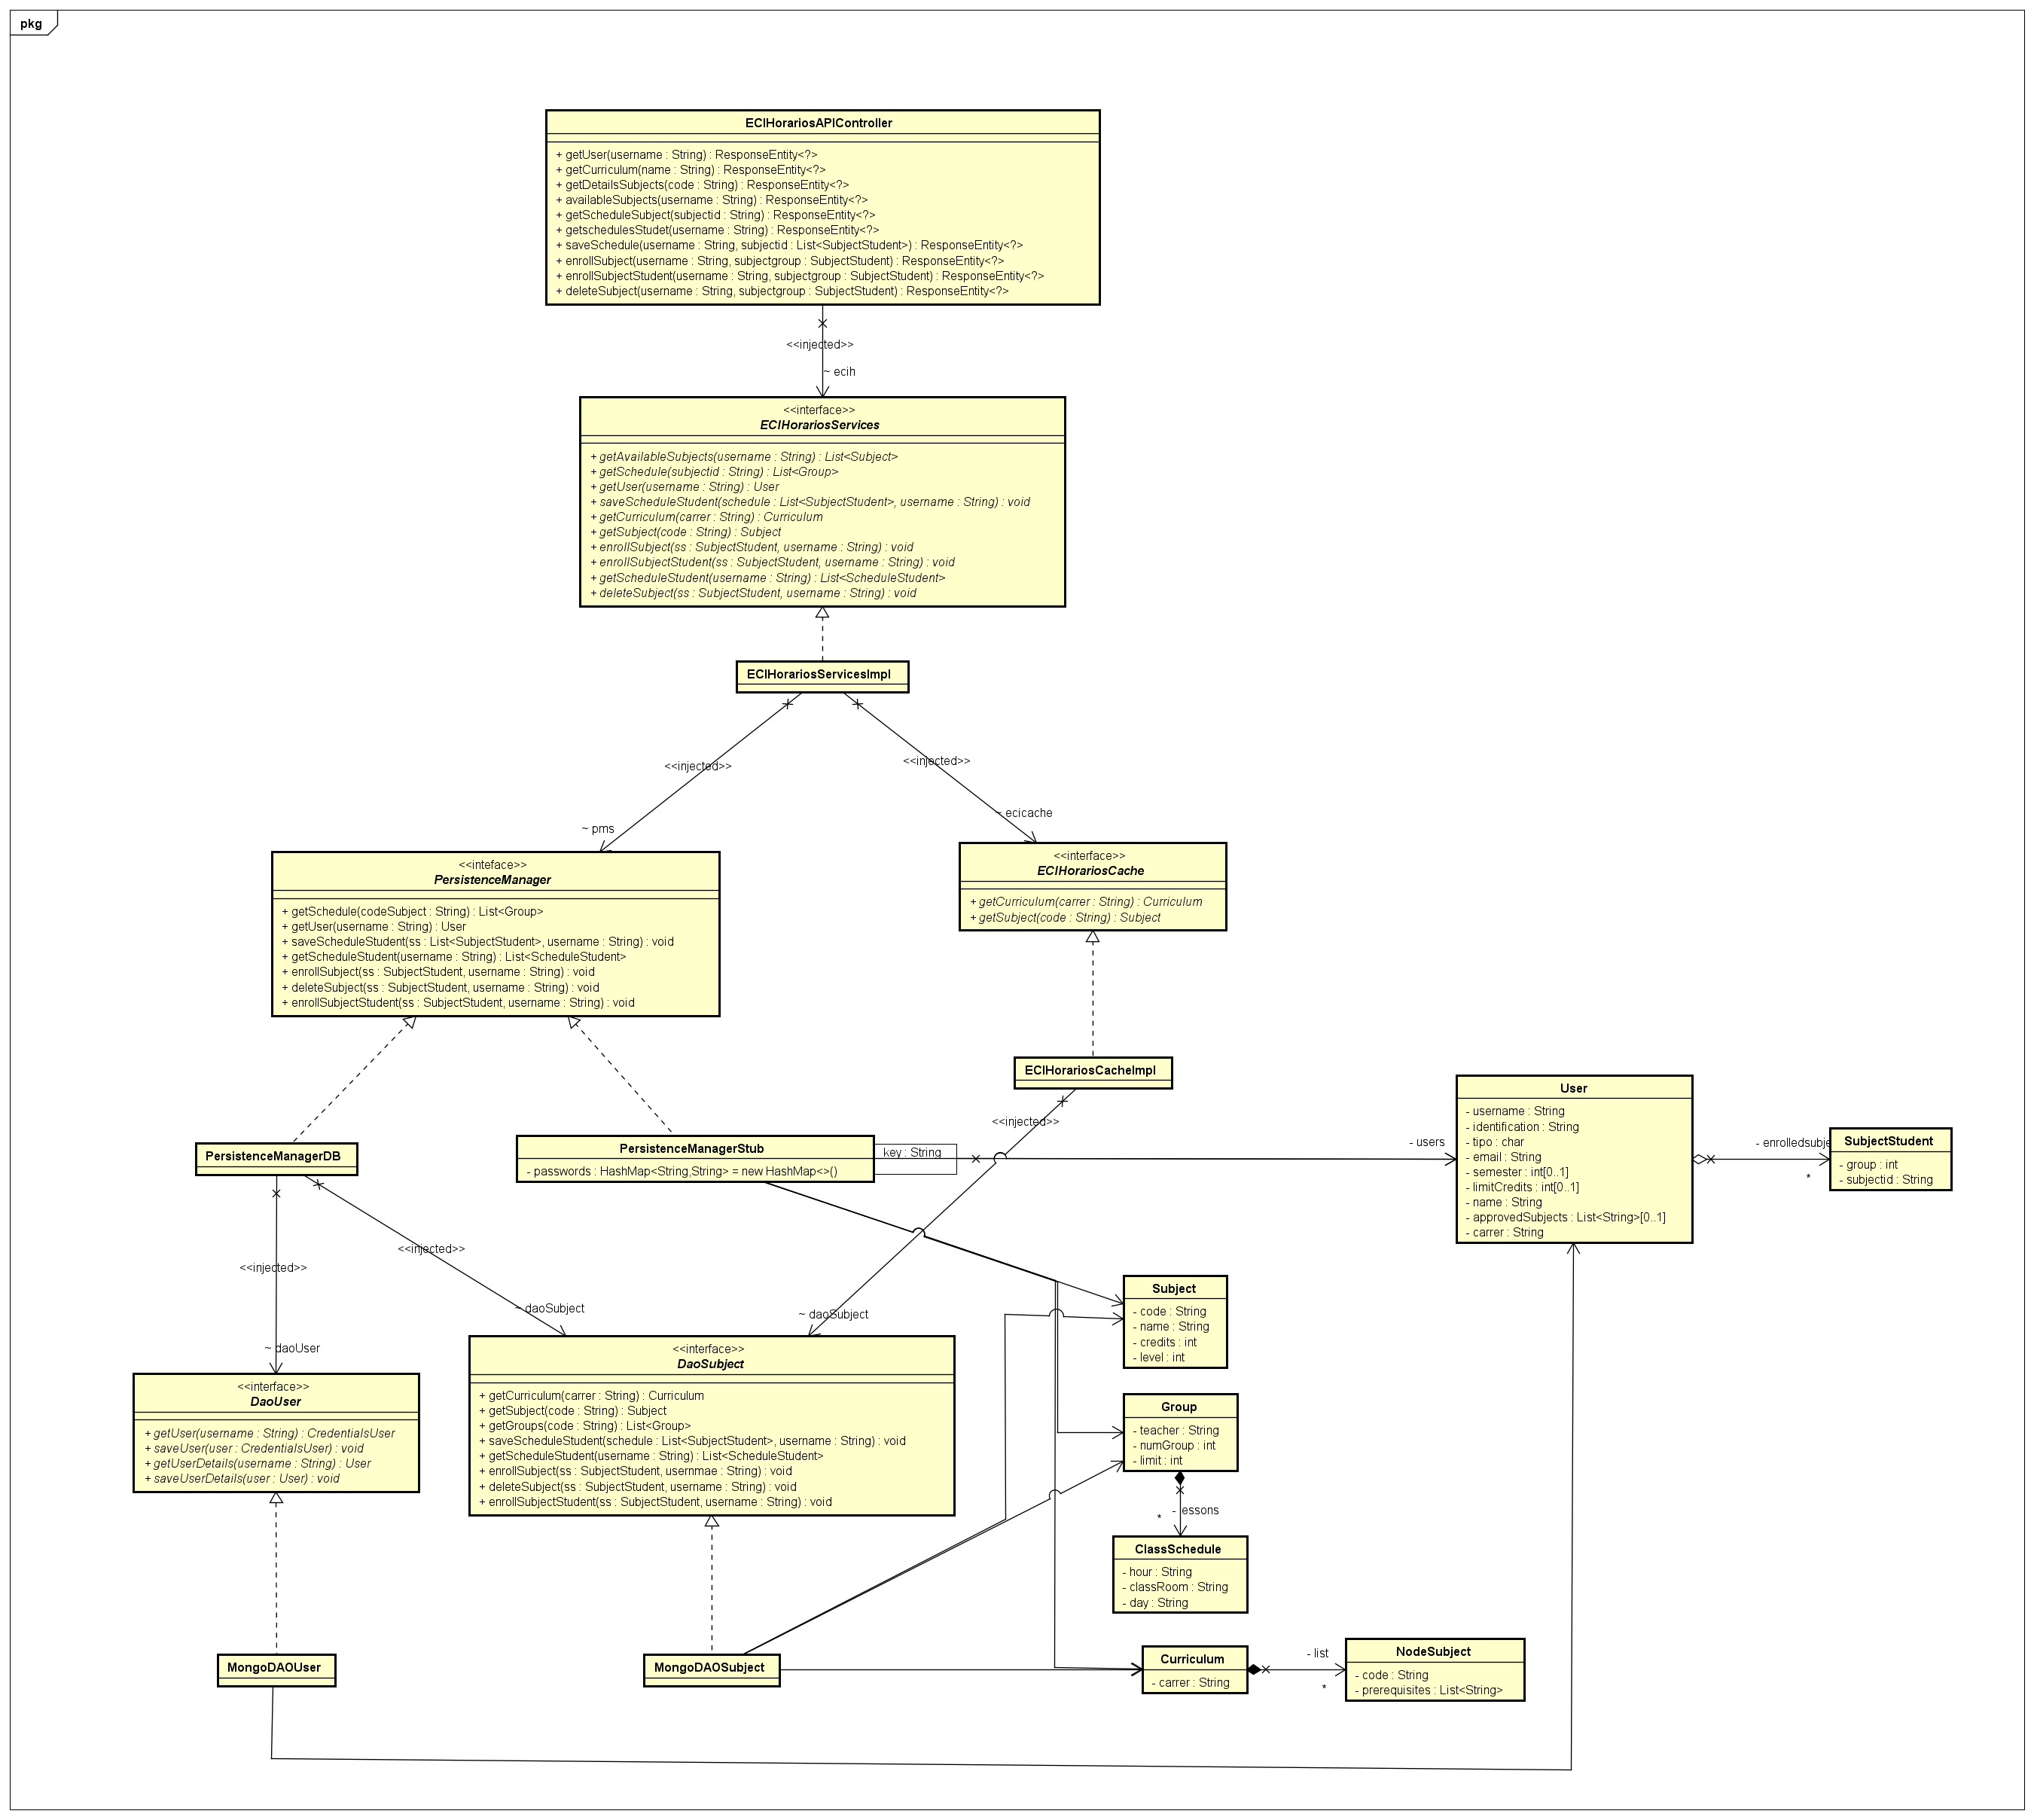 pkg
ECIHorariosAPIController
+ getUser(username : String) : ResponseEntity<?>
+ getCurriculum(name : String) : ResponseEntity<?>
+ getDetailsSubjects(code : String) : ResponseEntity<?>
+ availableSubjects(username : String) : ResponseEntity<?>
+ getScheduleSubject(subjectid : String) : ResponseEntity<?>
+ getschedulesStudet(username : String) : ResponseEntity<?>
+ saveSchedule(username : String, subjectid : List<SubjectStudent>) : ResponseEntity<?>
+ enrollSubject(username : String, subjectgroup : SubjectStudent) : ResponseEntity<?>
+ enrollSubjectStudent(username : String, subjectgroup : SubjectStudent) : ResponseEntity<?>
+ deleteSubject(username : String, subjectgroup : SubjectStudent) : ResponseEntity<?>
<<injected>>
~ ecih
<<interface>>
ECIHorariosServices
+ getAvailableSubjects(username : String) : List<Subject>
+ getSchedule(subjectid : String) : List<Group>
+ getUser(username : String) : User
+ saveScheduleStudent(schedule : List<SubjectStudent>, username : String) : void
+ getCurriculum(carrer : String) : Curriculum
+ getSubject(code : String) : Subject
+ enrollSubject(ss : SubjectStudent, username : String) : void
+ enrollSubjectStudent(ss : SubjectStudent, username : String) : void
+ getScheduleStudent(username : String) : List<ScheduleStudent>
+ deleteSubject(ss : SubjectStudent, username : String) : void
ECIHorariosServicesImpl
<<injected>>
<<injected>>
~ pms
~ ecicache
<<inteface>>
PersistenceManager
+ getSchedule(codeSubject : String) : List<Group>
+ getUser(username : String) : User
+ saveScheduleStudent(ss : List<SubjectStudent>, username : String) : void
+ getScheduleStudent(username : String) : List<ScheduleStudent>
+ enrollSubject(ss : SubjectStudent, username : String) : void
+ deleteSubject(ss : SubjectStudent, username : String) : void
+ enrollSubjectStudent(ss : SubjectStudent, username : String) : void
<<interface>>
ECIHorariosCache
+ getCurriculum(carrer : String) : Curriculum
+ getSubject(code : String) : Subject
ECIHorariosCacheImpl
<<injected>>
PersistenceManagerDB
PersistenceManagerStub
- passwords : HashMap<String,String> = new HashMap<>()
key : String
- users
User
- username : String
- identification : String
- tipo : char
- email : String
- semester : int[0..1]
- limitCredits : int[0..1]
- name : String
- approvedSubjects : List<String>[0..1]
- carrer : String
- enrolledsubje
*
SubjectStudent
- group : int
- subjectid : String
<<injected>>
<<injected>>
~ daoUser
~ daoSubject
~ daoSubject
Subject
- code : String
- name : String
- credits : int
- level : int
<<interface>>
DaoUser
+ getUser(username : String) : CredentialsUser
+ saveUser(user : CredentialsUser) : void
+ getUserDetails(username : String) : User
+ saveUserDetails(user : User) : void
<<interface>>
DaoSubject
+ getCurriculum(carrer : String) : Curriculum
+ getSubject(code : String) : Subject
+ getGroups(code : String) : List<Group>
+ saveScheduleStudent(schedule : List<SubjectStudent>, username : String) : void
+ getScheduleStudent(username : String) : List<ScheduleStudent>
+ enrollSubject(ss : SubjectStudent, usernmae : String) : void
+ deleteSubject(ss : SubjectStudent, username : String) : void
+ enrollSubjectStudent(ss : SubjectStudent, username : String) : void
Group
- teacher : String
- numGroup : int
- limit : int
- essons
*
ClassSchedule
- hour : String
- classRoom : String
- day : String
MongoDAOUser
MongoDAOSubject
Curriculum
- carrer : String
- list
*
NodeSubject
- code : String
- prerequisites : List<String>